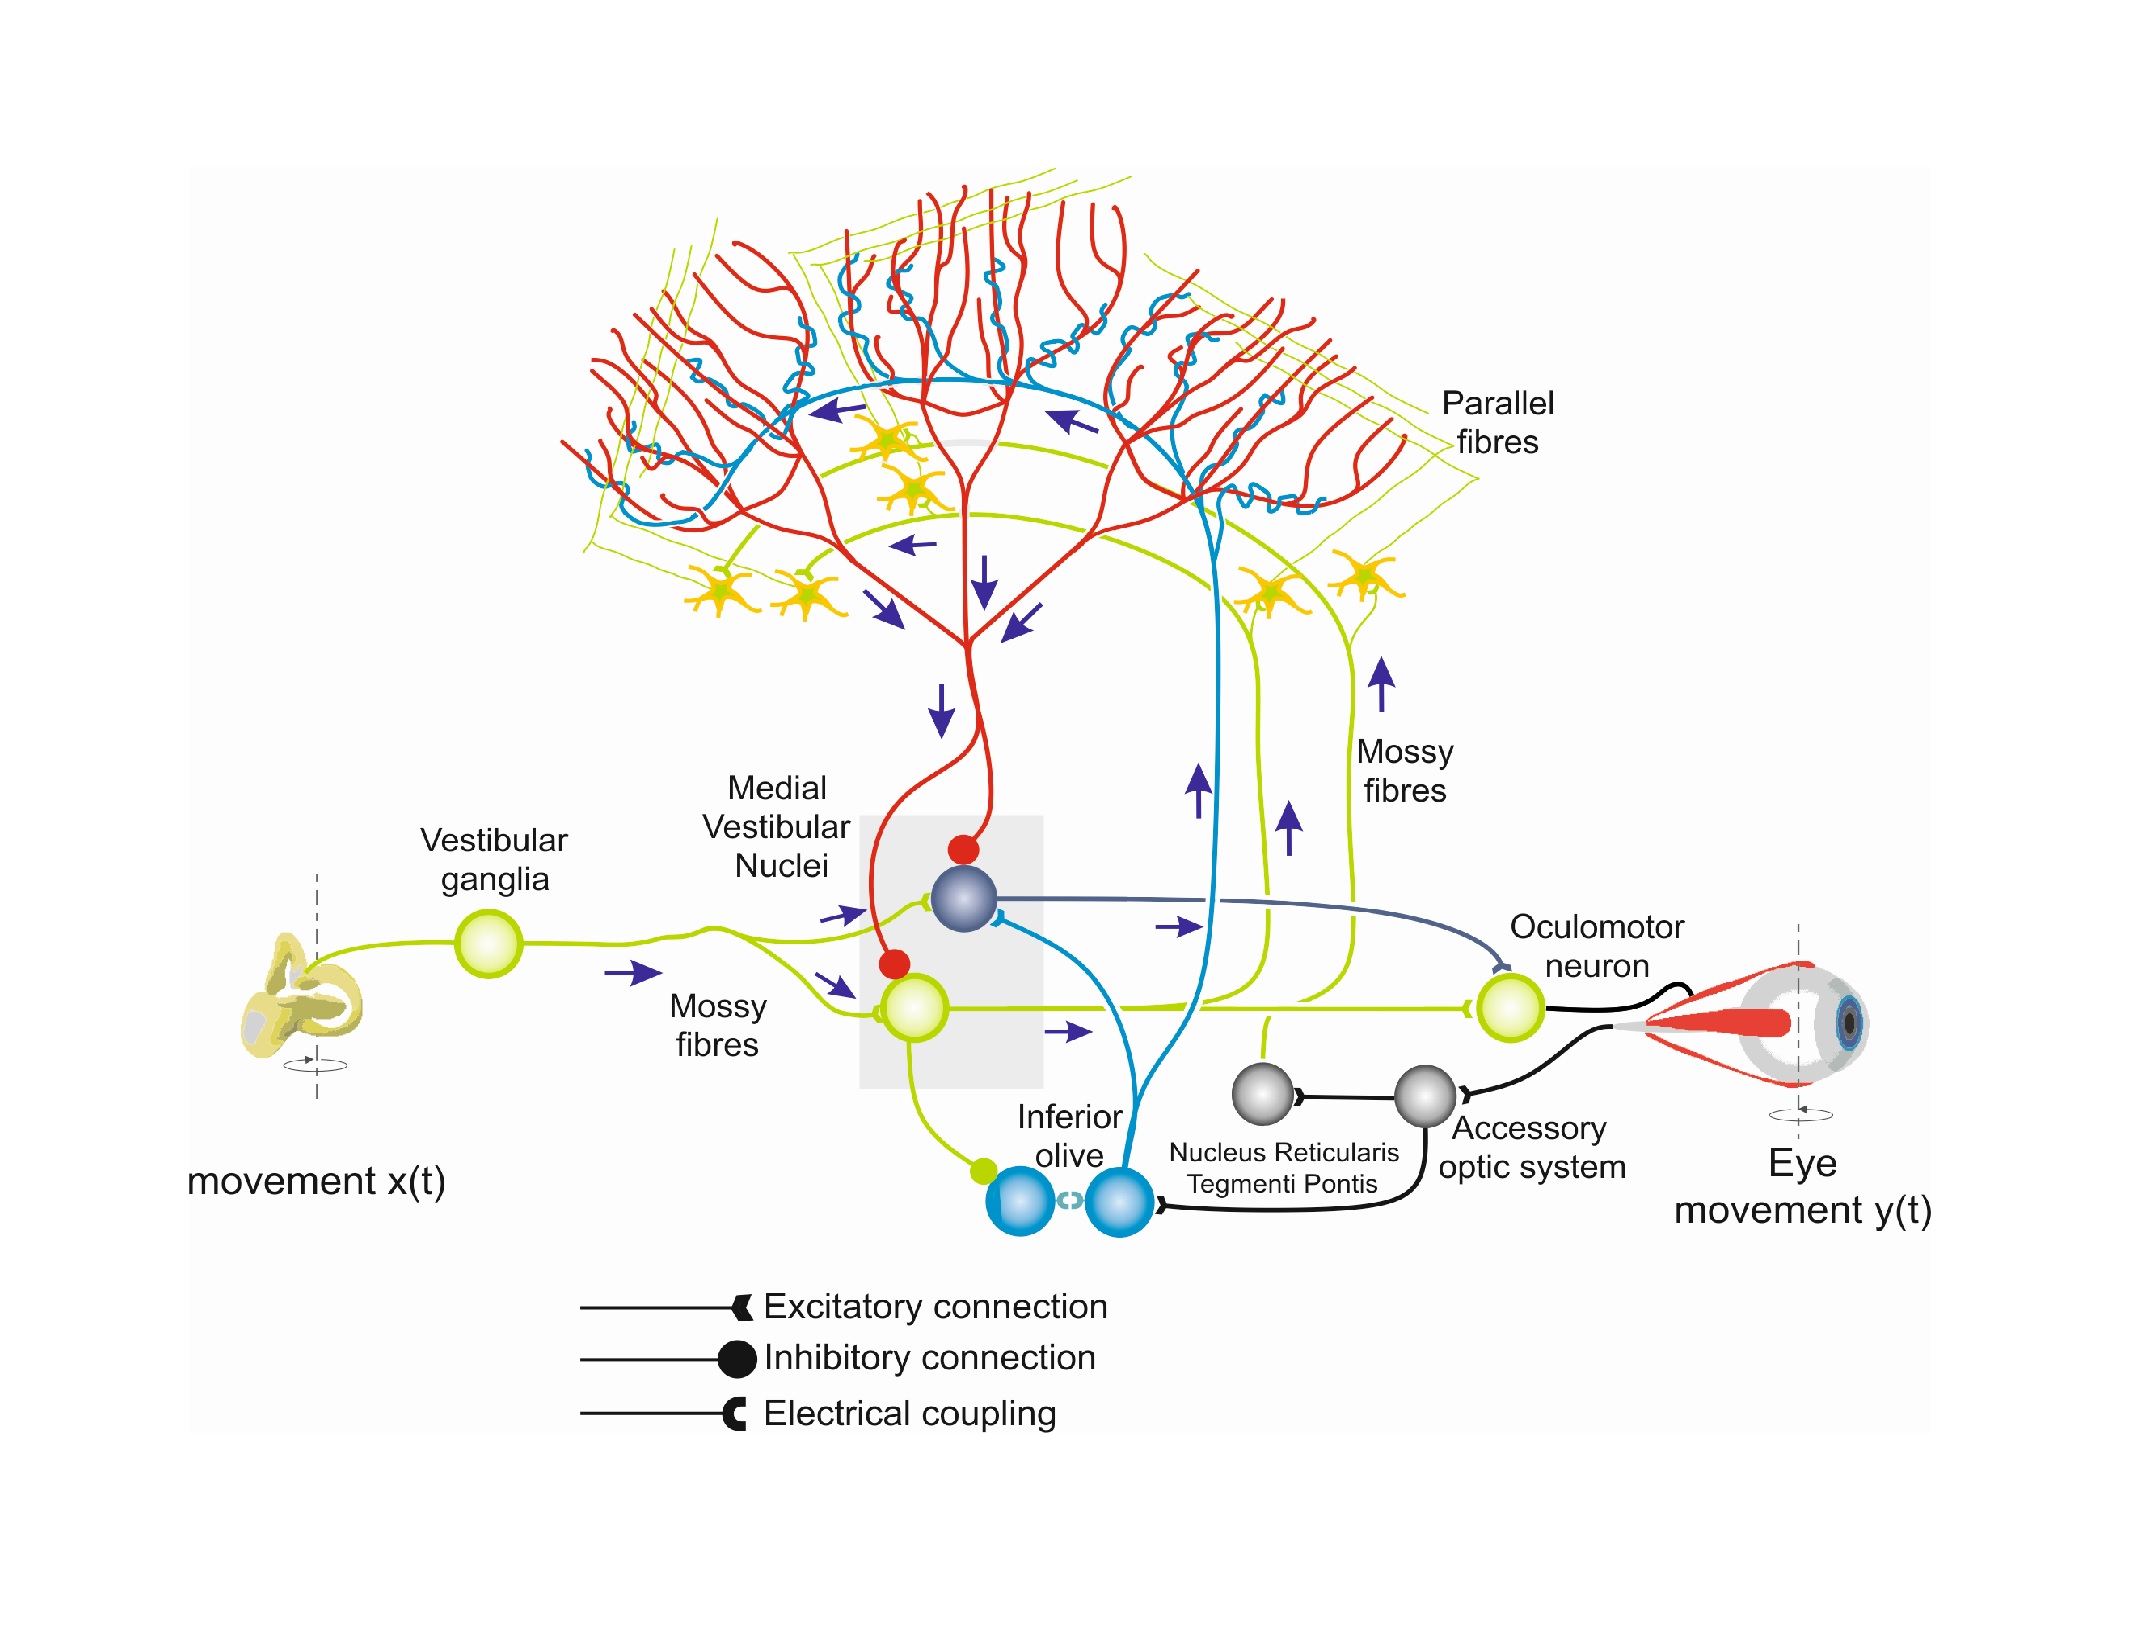 Parallel
fibres
Mossy
fibres
Medial
Vestibular
Nuclei
Vestibular
ganglia
Oculomotor
neuron
Mossy
fibres
Inferior
olive
Nucleus Reticularis
Tegmenti Pontis
Accessory
optic system
movement x(t)
Eye
movement y(t)
Excitatory connection
Inhibitory connection
Electrical coupling